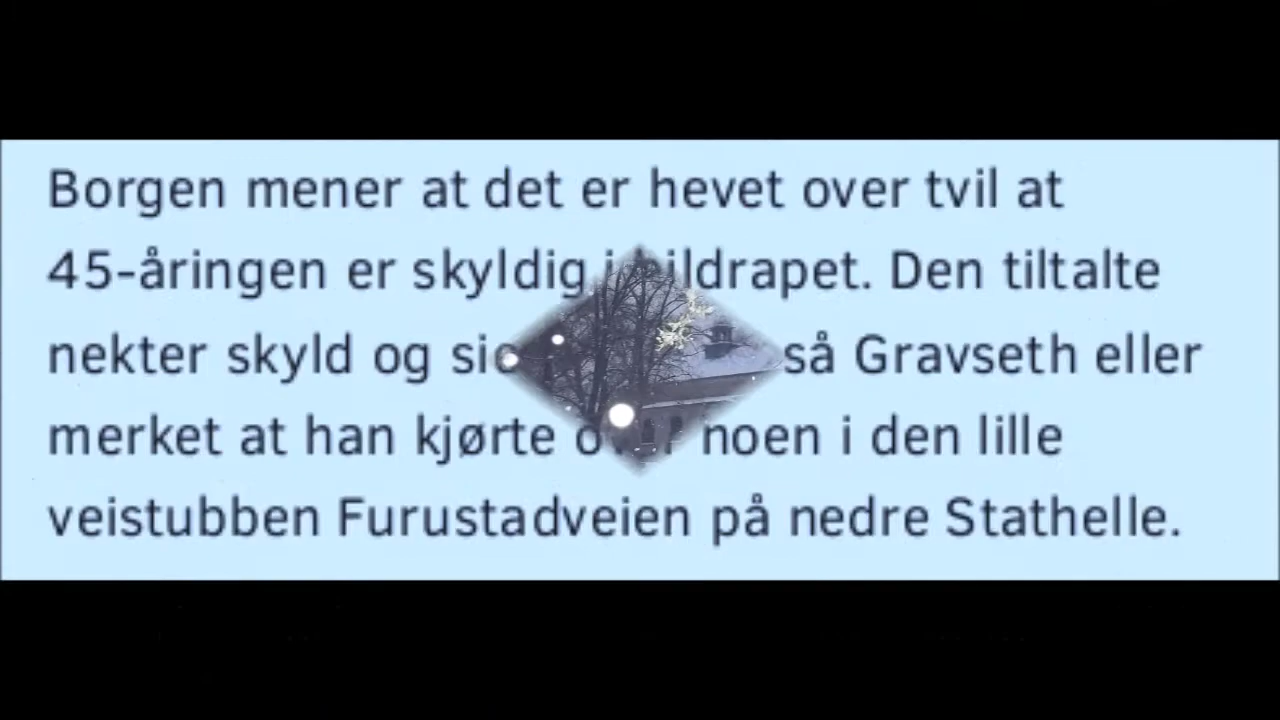 Borgen mener at det er hevet over tvil at
45-åringen er skyldig i bildrapet. Den tiltalte
nekter skyld og så Gravseth eller
merket at han kjørte over noen i den lille
veistubben Furustadveien på nedre Stathelle.